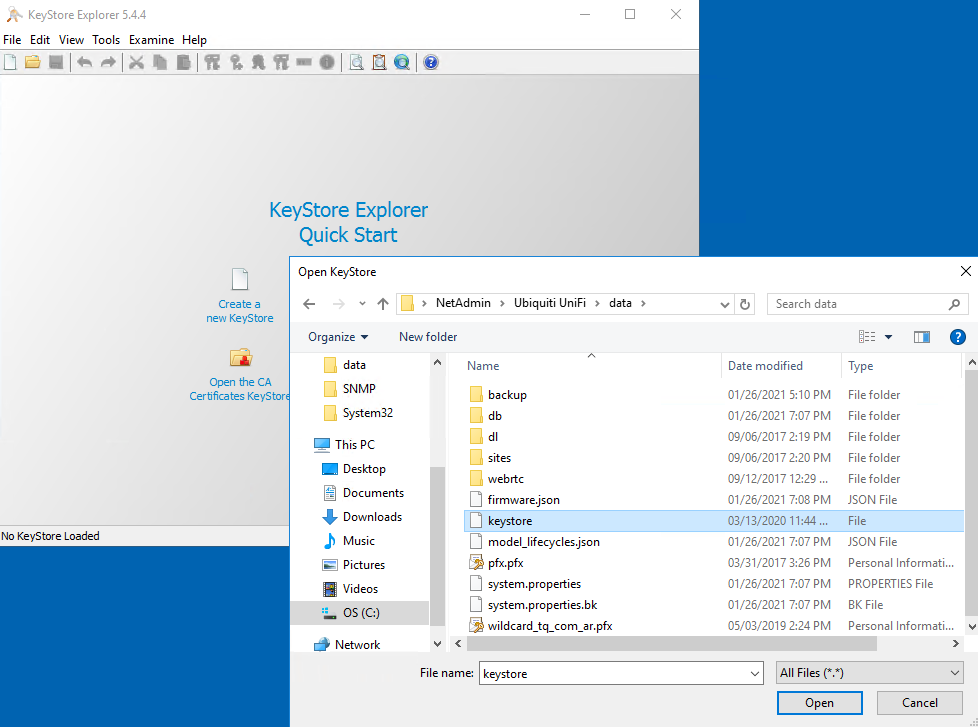 KeyStore Explorer 5.4.4
File Edit View Tools Examine Help
KeyStore Explorer
Quick Start
Create a
new KeyStore
Open the CA
Certificates KeyStore
No KeyStore Loaded
Open KeyStore
NetAdmin > Ubiquiti UniFi > data >
Search data
Organize New folder
data
SNMP
System32
This PC
Desktop
Documents
Downloads
Music
Pictures
Videos
OS (C:)
Network
Name Date modified Type
backup 01/26/2021 5:10 PM File folder
db 01/26/2021 7:07 PM File folder
dl 09/06/2017 2:19 PM File folder
sites 09/06/2017 2:20 PM File folder
webrtc 09/12/2017 12:29 ... File folder
firmware.json 01/26/2021 7:08 PM JSON File
keystore 03/13/2020 11:44 ... File
model_lifecycles.json 01/26/2021 7:07 PM JSON File
pfx.pfx 03/31/2017 3:26 PM Personal Informati...
system.properties 01/26/2021 7:07 PM PROPERTIES File
system.properties.bk 01/26/2021 7:07 PM BK File
wildcard_tq_com_ar.pfx 05/03/2019 2:24 PM Personal Informati...
File name: keystore All Files (*.*)
Open Cancel